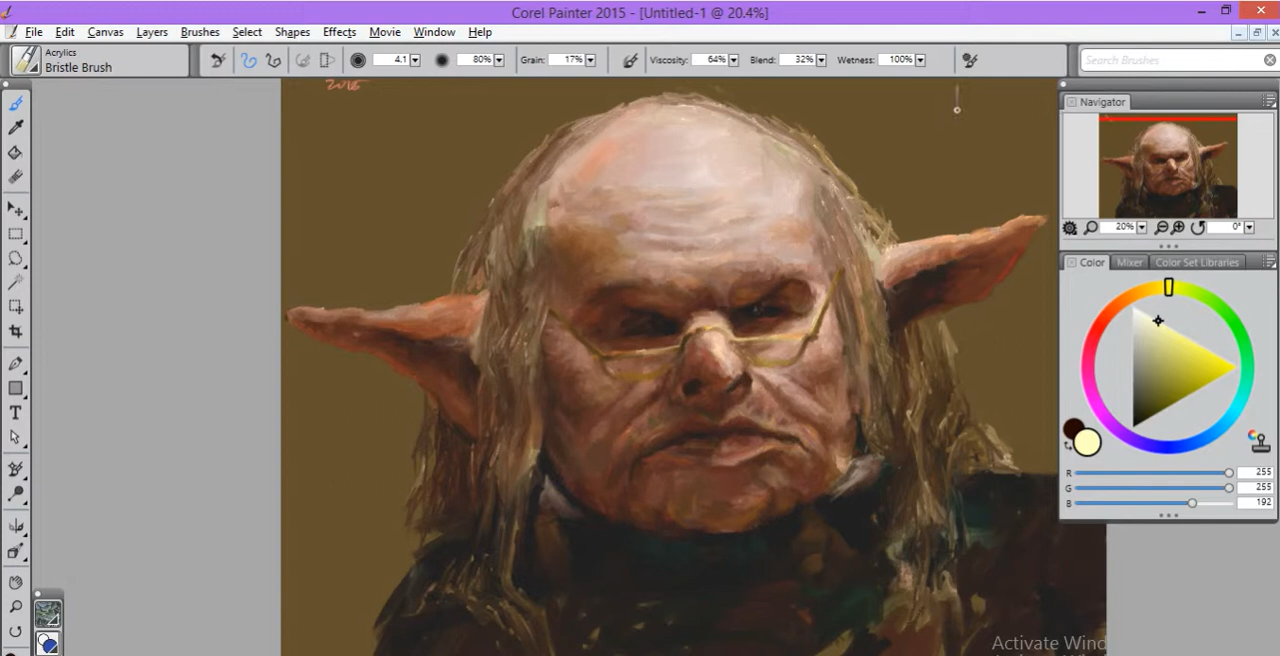 Corel Painter 2015 - [Untitled-1 @ 20.4%]
File Edit Canvas Layers Brushes Select Shapes Effects Movie Window Help
Acrylics
Bristle Brush
4.1 80% Grain: 17% Viscosity: 64% Blend: 32% Wetness: 100%
Search Brushes
Navigator
20% 0°
Color Mixer Color Set Libraries
R 255
G 255
B 192
T
Activate Wind